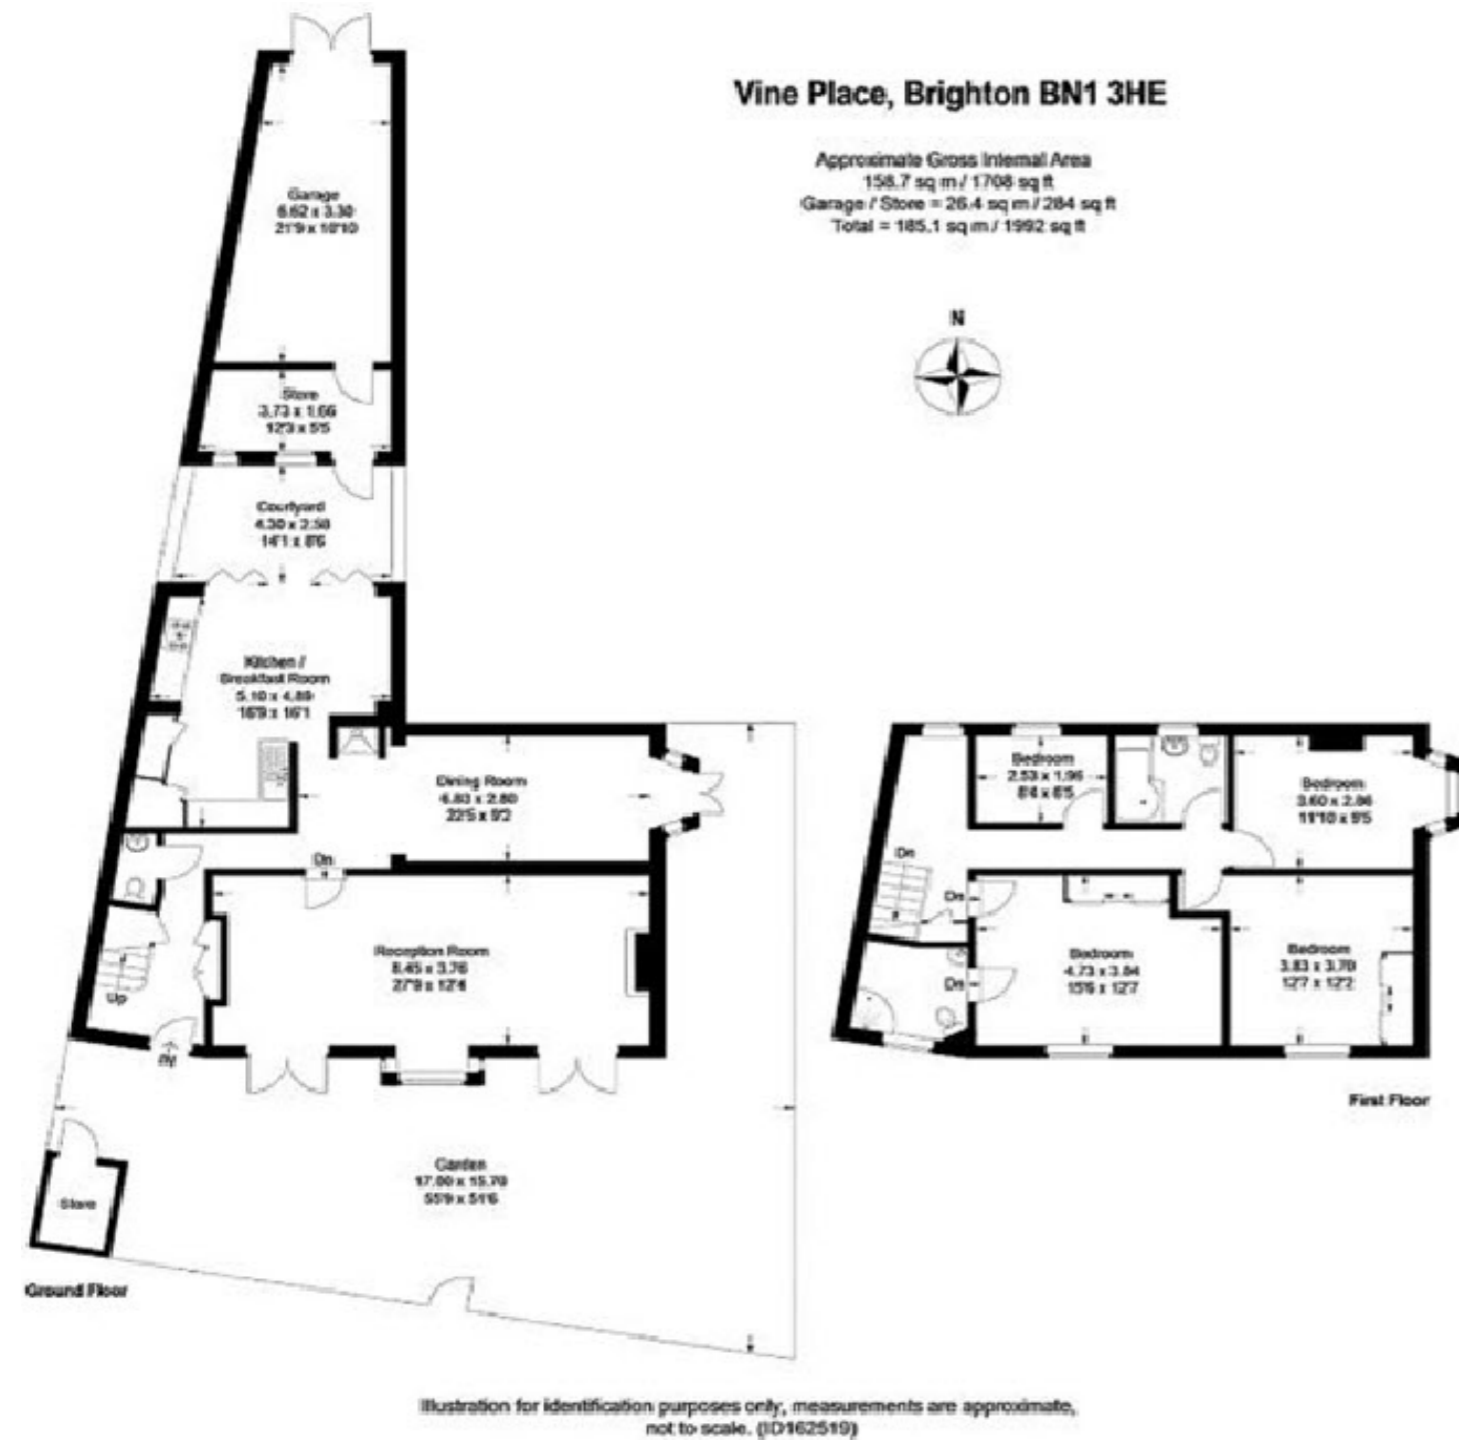 Vine Place, Brighton BN1 3HE
Approximate Gross Internal Area
158.7 sq m / 1708 sq ft
Garage / Store = 26.4 sq m / 284 sq ft
Total = 185.1 sq m / 1992 sq ft
N
Garage
6.62 x 3.30
21'9 x 10'10
Store
3.73 x 1.66
12'3 x 5'5
Courtyard
4.30 x 2.58
14'1 x 8'6
Kitchen /
Breakfast Room
5.10 x 4.89
16'9 x 16'1
Dining Room
6.83 x 2.80
22'5 x 9'2
Dn
Reception Room
8.45 x 3.76
27'9 x 12'4
Up
Garden
17.00 x 15.70
55'9 x 51'6
Store
Ground Floor
Bedroom
2.53 x 1.96
8'4 x 6'5
Bedroom
3.60 x 2.86
11'10 x 9'5
Dn
Dn
Bedroom
4.73 x 3.84
15'6 x 12'7
Dn
Bedroom
3.83 x 3.70
12'7 x 12'2
First Floor
Illustration for identification purposes only, measurements are approximate,
not to scale. (ID162519)